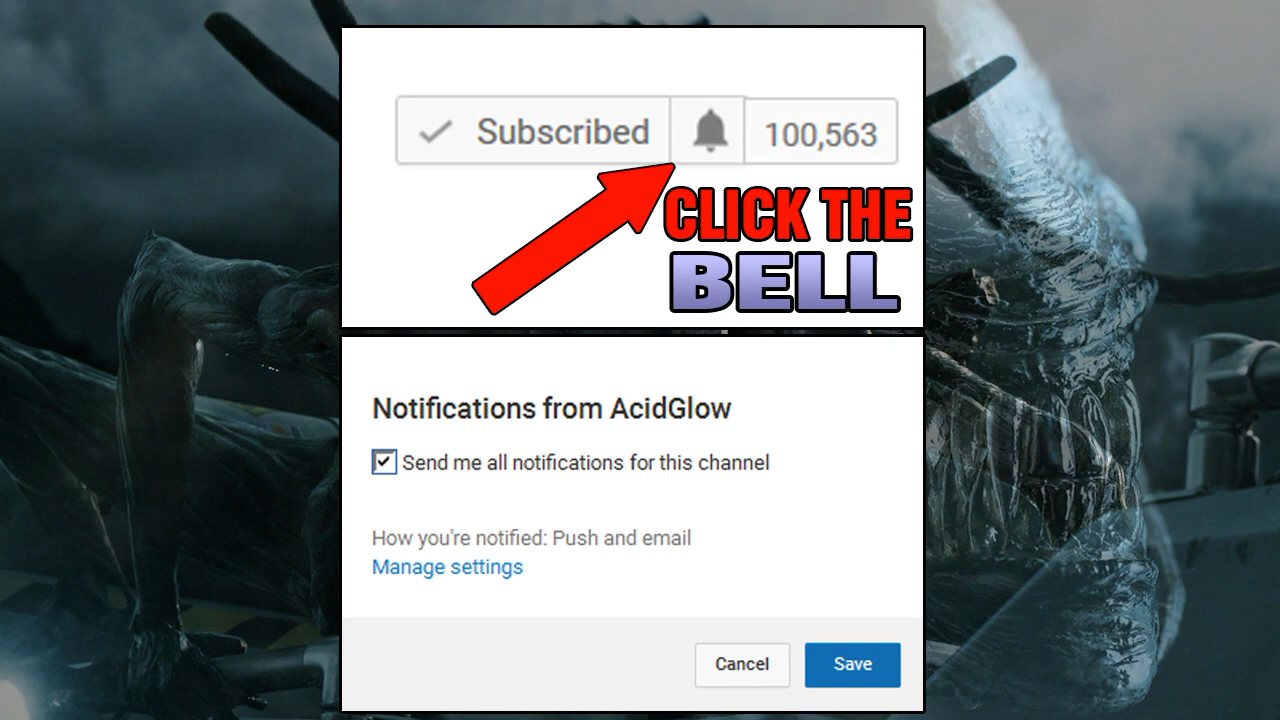 Subscribed 100,563
CLICK THE
BELL
Notifications from AcidGlow
Send me all notifications for this channel
How you're notified: Push and email
Manage settings
Cancel Save